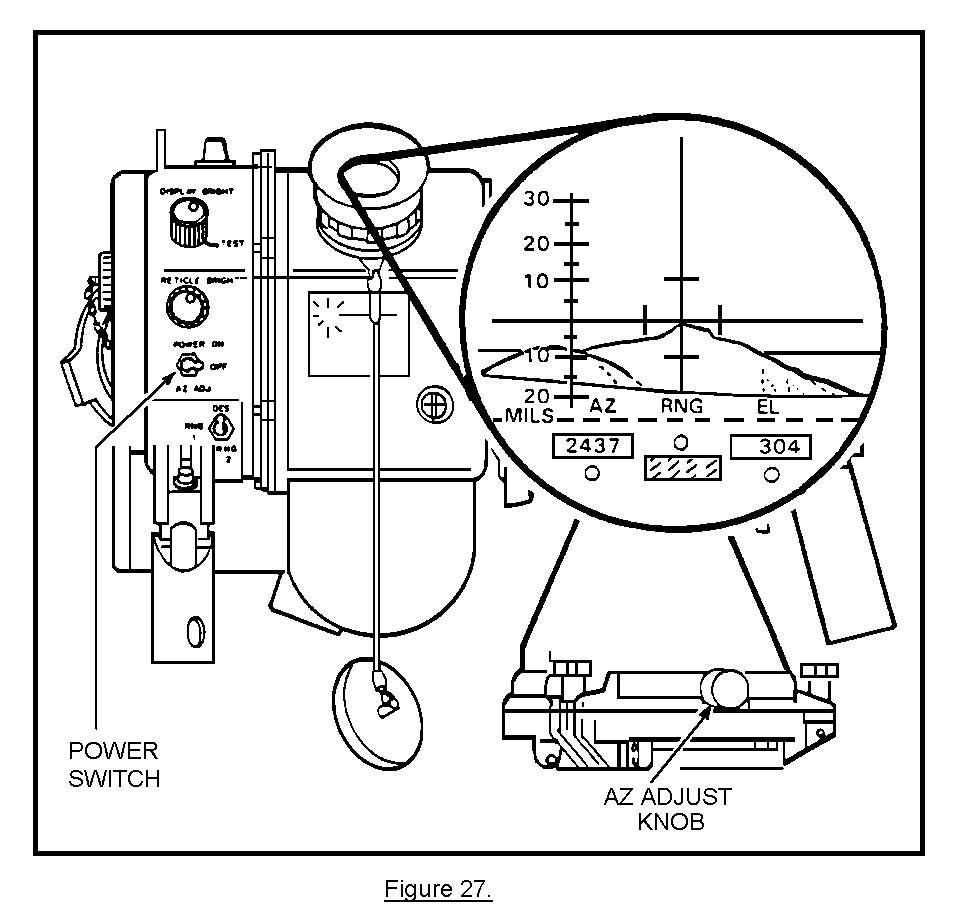 DISPLAY BRIGHT
TEST
RETICLE BRIGHT
POWER ON
OFF
AZ ADJ
DES
RNG
1
RNG
2
30
20
10
10
20
MILS
AZ RNG EL
2437 304
POWER
SWITCH
AZ ADJUST
KNOB
Figure 27.